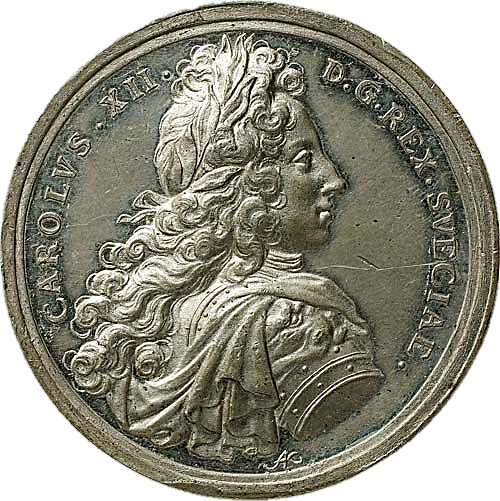 CAROLVS · XII · D. G. REX. SVECIAE.
AK